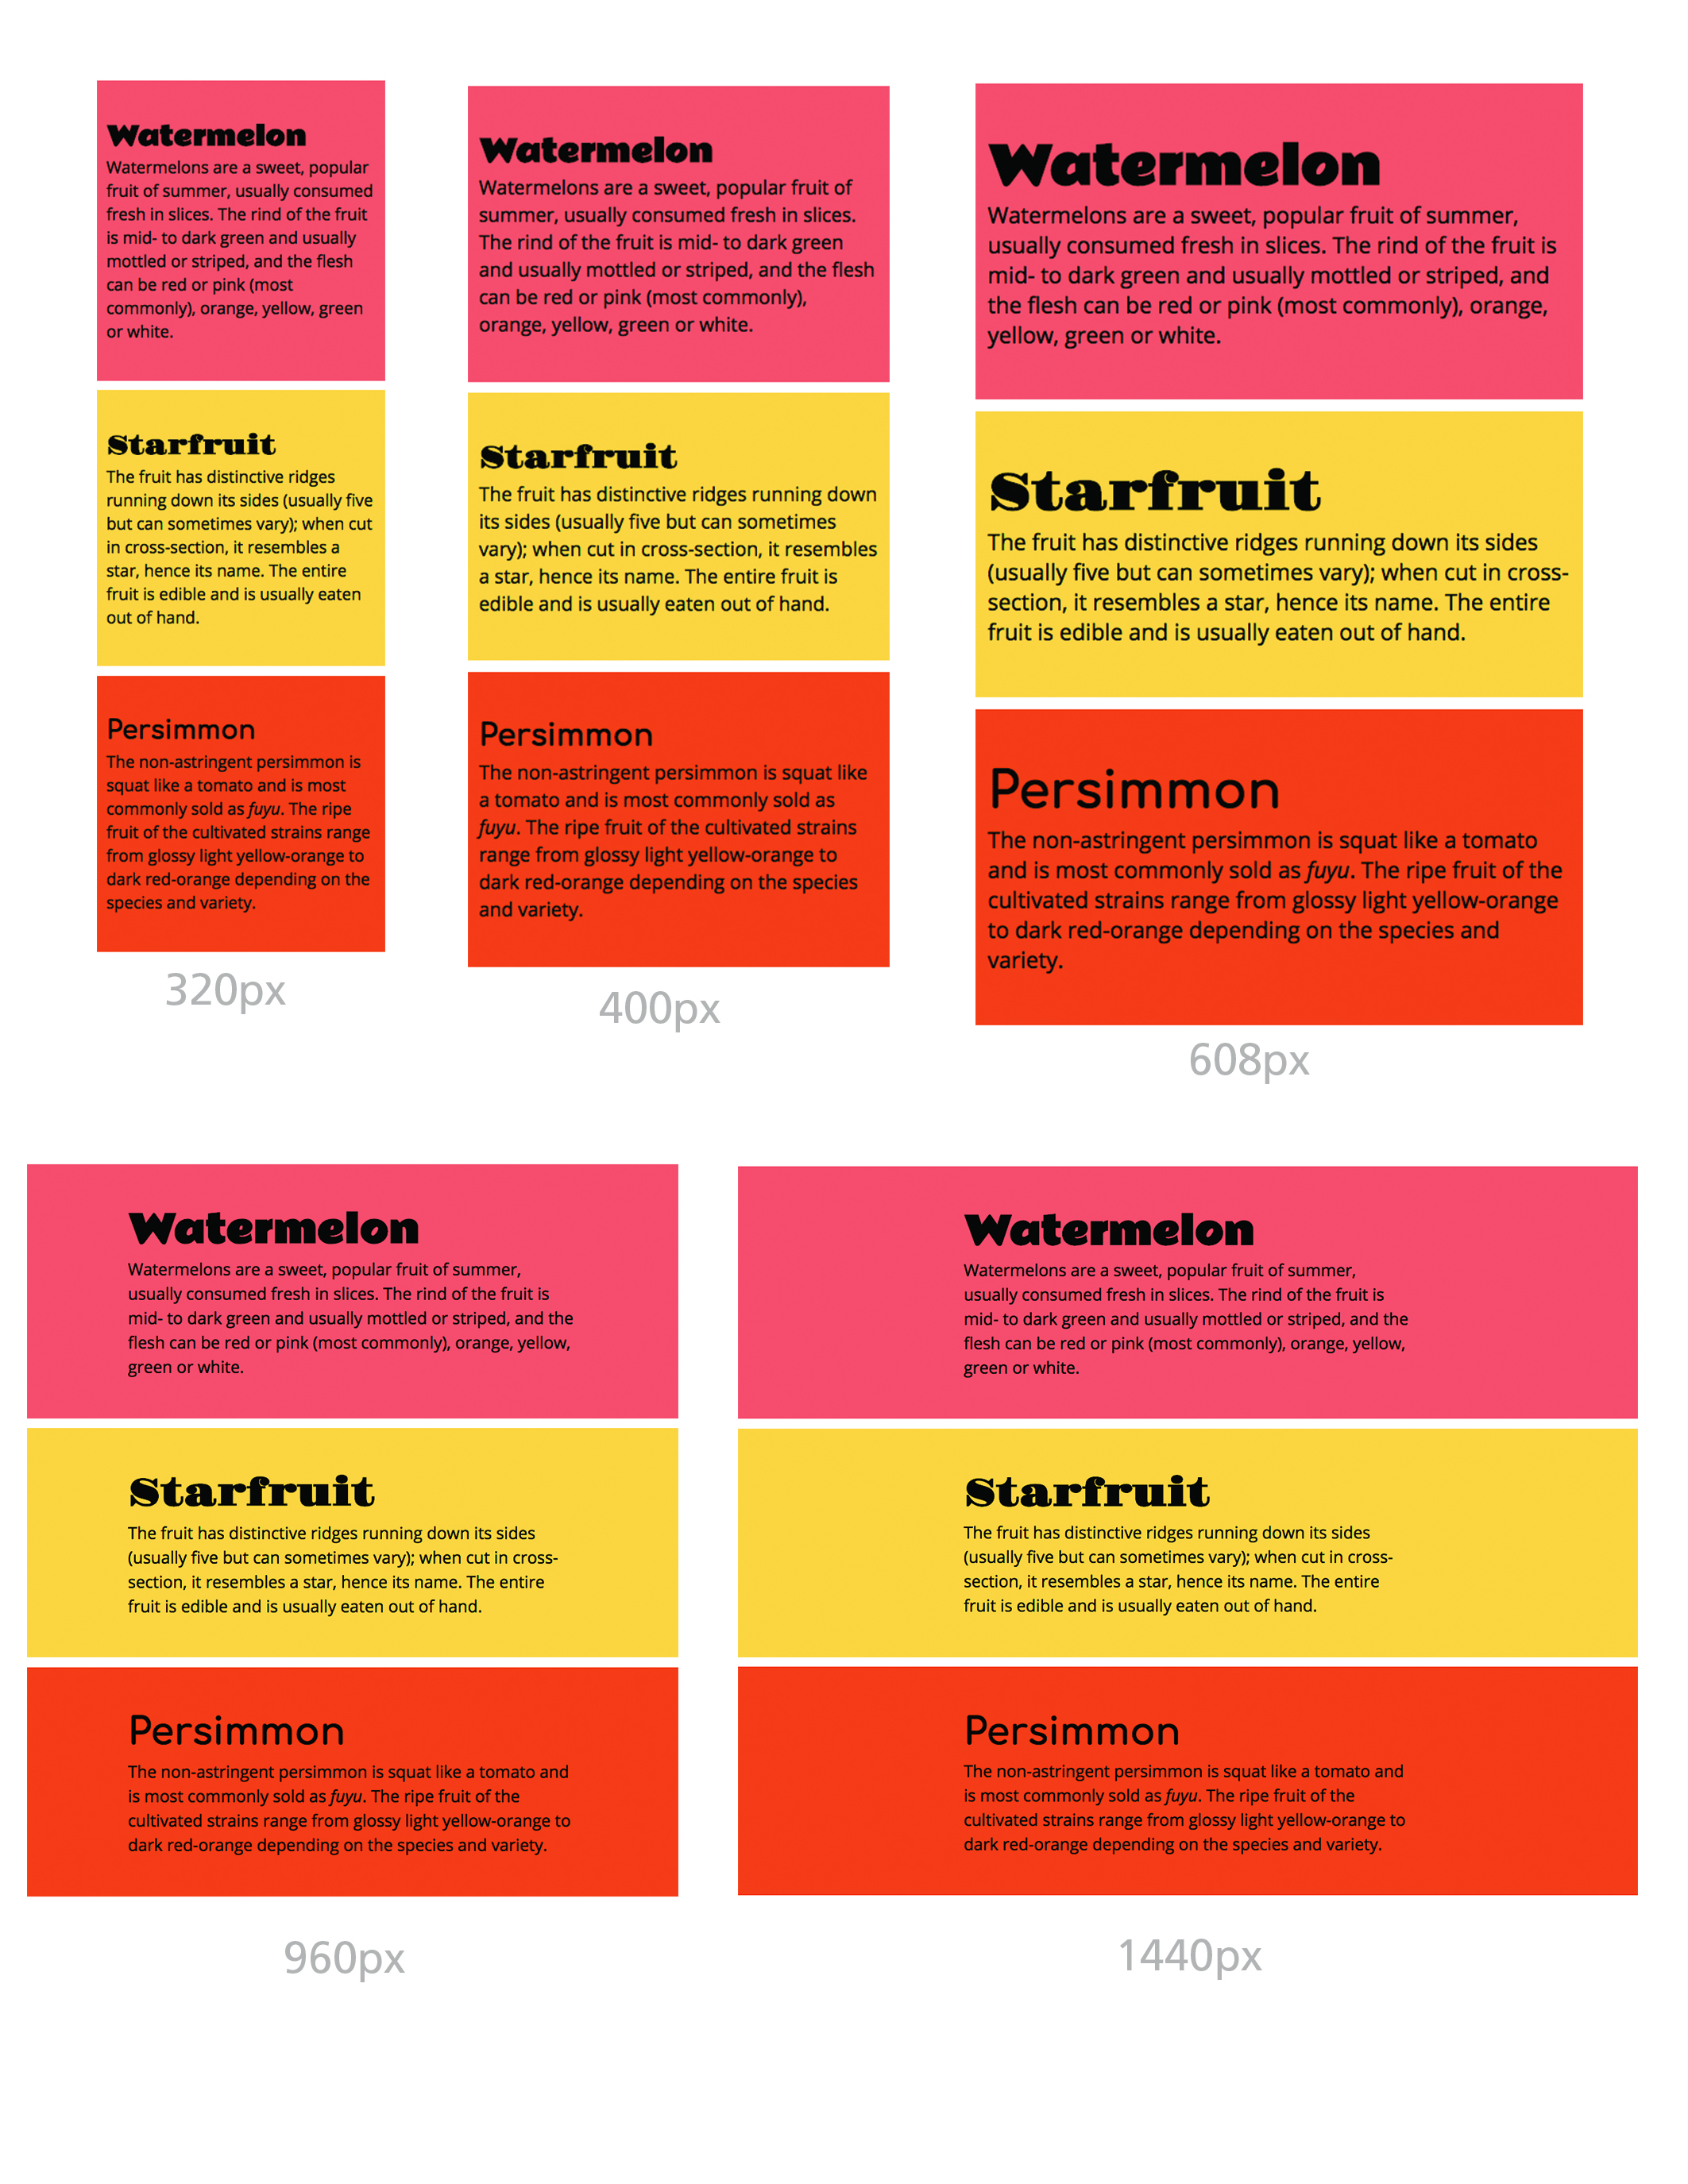 Watermelon
Watermelons are a sweet, popular
fruit of summer, usually consumed
fresh in slices. The rind of the fruit
is mid- to dark green and usually
mottled or striped, and the flesh
can be red or pink (most
commonly), orange, yellow, green
or white.
Starfruit
The fruit has distinctive ridges
running down its sides (usually five
but can sometimes vary); when cut
in cross-section, it resembles a
star, hence its name. The entire
fruit is edible and is usually eaten
out of hand.
Persimmon
The non-astringent persimmon is
squat like a tomato and is most
commonly sold as fuyu. The ripe
fruit of the cultivated strains range
from glossy light yellow-orange to
dark red-orange depending on the
species and variety.
320px
Watermelon
Watermelons are a sweet, popular fruit of
summer, usually consumed fresh in slices.
The rind of the fruit is mid- to dark green
and usually mottled or striped, and the flesh
can be red or pink (most commonly),
orange, yellow, green or white.
Starfruit
The fruit has distinctive ridges running down
its sides (usually five but can sometimes
vary); when cut in cross-section, it resembles
a star, hence its name. The entire fruit is
edible and is usually eaten out of hand.
Persimmon
The non-astringent persimmon is squat like
a tomato and is most commonly sold as
fuyu. The ripe fruit of the cultivated strains
range from glossy light yellow-orange to
dark red-orange depending on the species
and variety.
400px
Watermelon
Watermelons are a sweet, popular fruit of summer,
usually consumed fresh in slices. The rind of the fruit is
mid- to dark green and usually mottled or striped, and
the flesh can be red or pink (most commonly), orange,
yellow, green or white.
Starfruit
The fruit has distinctive ridges running down its sides
(usually five but can sometimes vary); when cut in cross-
section, it resembles a star, hence its name. The entire
fruit is edible and is usually eaten out of hand.
Persimmon
The non-astringent persimmon is squat like a tomato
and is most commonly sold as fuyu. The ripe fruit of the
cultivated strains range from glossy light yellow-orange
to dark red-orange depending on the species and
variety.
608px
Watermelon
Watermelons are a sweet, popular fruit of summer,
usually consumed fresh in slices. The rind of the fruit is
mid- to dark green and usually mottled or striped, and the
flesh can be red or pink (most commonly), orange, yellow,
green or white.
Starfruit
The fruit has distinctive ridges running down its sides
(usually five but can sometimes vary); when cut in cross-
section, it resembles a star, hence its name. The entire
fruit is edible and is usually eaten out of hand.
Persimmon
The non-astringent persimmon is squat like a tomato and
is most commonly sold as fuyu. The ripe fruit of the
cultivated strains range from glossy light yellow-orange to
dark red-orange depending on the species and variety.
960px
Watermelon
Watermelons are a sweet, popular fruit of summer,
usually consumed fresh in slices. The rind of the fruit is
mid- to dark green and usually mottled or striped, and the
flesh can be red or pink (most commonly), orange, yellow,
green or white.
Starfruit
The fruit has distinctive ridges running down its sides
(usually five but can sometimes vary); when cut in cross-
section, it resembles a star, hence its name. The entire
fruit is edible and is usually eaten out of hand.
Persimmon
The non-astringent persimmon is squat like a tomato and
is most commonly sold as fuyu. The ripe fruit of the
cultivated strains range from glossy light yellow-orange to
dark red-orange depending on the species and variety.
1440px